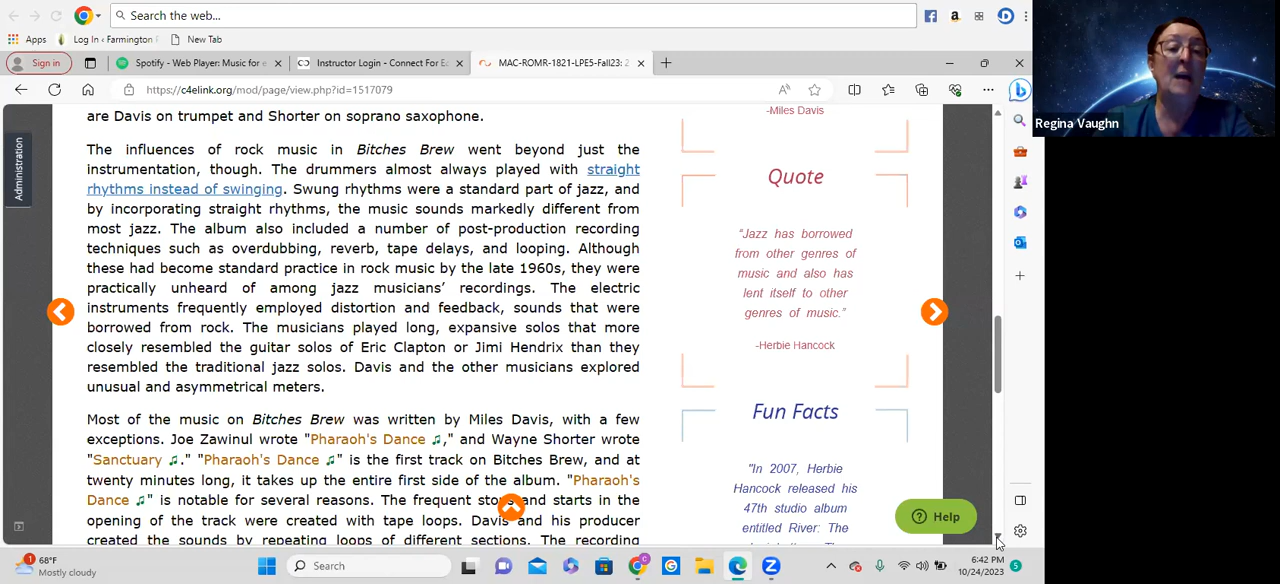 Search the web...
Apps
Log In ‹ Farmington
New Tab
Sign in
Spotify - Web Player: Music for e
Instructor Login - Connect For Ea
MAC-ROMR-1821-LPE5-Fall23: 2
https://c4elink.org/mod/page/view.php?id=1517079
Regina Vaughn
Administration
are Davis on trumpet and Shorter on soprano saxophone.
The influences of rock music in Bitches Brew went beyond just the
instrumentation, though. The drummers almost always played with straight
rhythms instead of swinging. Swung rhythms were a standard part of jazz, and
by incorporating straight rhythms, the music sounds markedly different from
most jazz. The album also included a number of post-production recording
techniques such as overdubbing, reverb, tape delays, and looping. Although
these had become standard practice in rock music by the late 1960s, they were
practically unheard of among jazz musicians' recordings. The electric
instruments frequently employed distortion and feedback, sounds that were
borrowed from rock. The musicians played long, expansive solos that more
closely resembled the guitar solos of Eric Clapton or Jimi Hendrix than they
resembled the traditional jazz solos. Davis and the other musicians explored
unusual and asymmetrical meters.
Most of the music on Bitches Brew was written by Miles Davis, with a few
exceptions. Joe Zawinul wrote "Pharaoh's Dance ♫," and Wayne Shorter wrote
"Sanctuary ♫." "Pharaoh's Dance ♫" is the first track on Bitches Brew, and at
twenty minutes long, it takes up the entire first side of the album. "Pharaoh's
Dance ♫" is notable for several reasons. The frequent stops and starts in the
opening of the track were created with tape loops. Davis and his producer
created the sounds by repeating loops of different sections. The recording
-Miles Davis
Quote
"Jazz has borrowed
from other genres of
music and also has
lent itself to other
genres of music."
-Herbie Hancock
Fun Facts
"In 2007, Herbie
Hancock released his
47th studio album
entitled River: The
Help
68°F
Mostly cloudy
Search
6:42 PM
10/24/2023